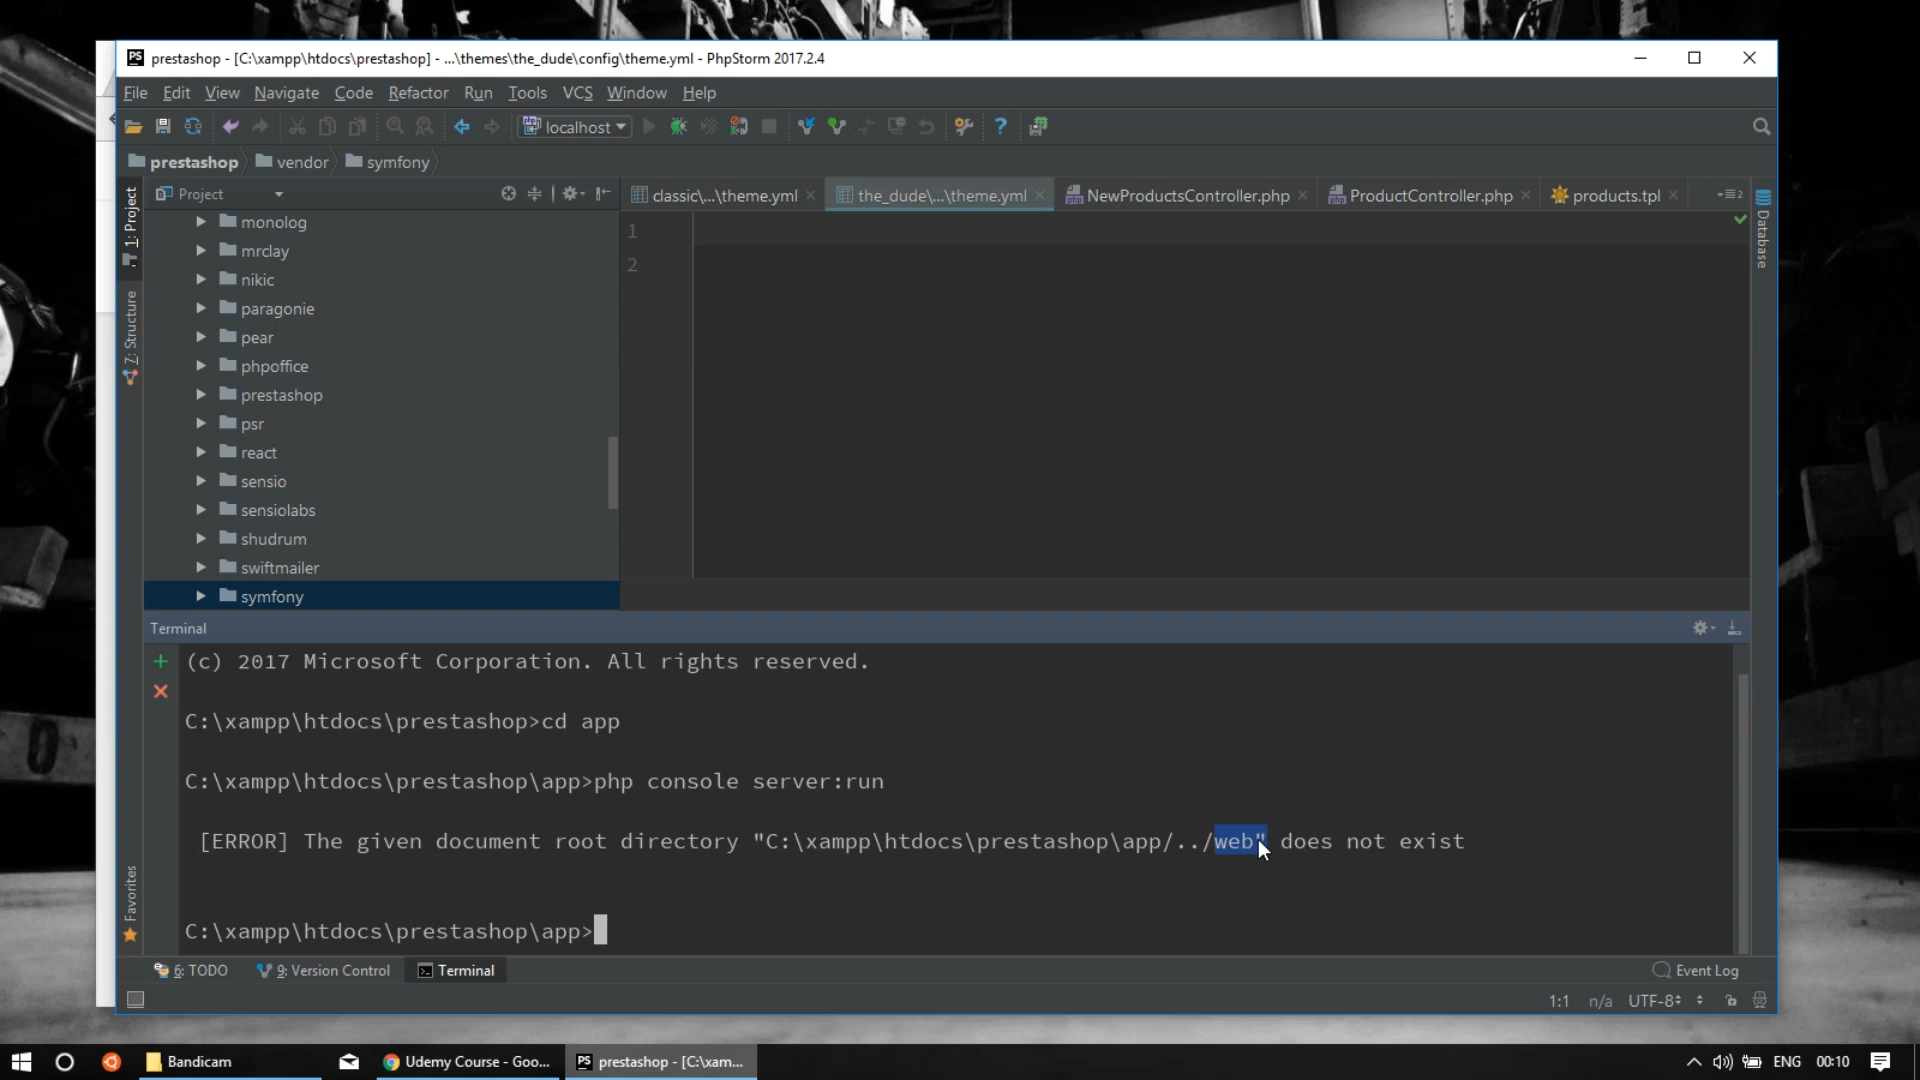 PS prestashop - [C:\xampp\htdocs\prestashop] - ...\themes\the_dude\config\theme.yml - PhpStorm 2017.2.4
File Edit View Navigate Code Refactor Run Tools VCS Window Help
localhost
prestashop vendor symfony
Project
classic\...\theme.yml the_dude\...\theme.yml NewProductsController.php ProductController.php products.tpl
1: Project
7: Structure
Favorites
Database
monolog
mrclay
nikic
paragonie
pear
phpoffice
prestashop
psr
react
sensio
sensiolabs
shudrum
swiftmailer
symfony
1
2
Terminal
(c) 2017 Microsoft Corporation. All rights reserved.
C:\xampp\htdocs\prestashop>cd app
C:\xampp\htdocs\prestashop\app>php console server:run
[ERROR] The given document root directory "C:\xampp\htdocs\prestashop\app/../web" does not exist
C:\xampp\htdocs\prestashop\app>
6: TODO 9: Version Control Terminal Event Log
1:1 n/a UTF-8
Bandicam Udemy Course - Goo... PS prestashop - [C:\xam... ENG 00:10